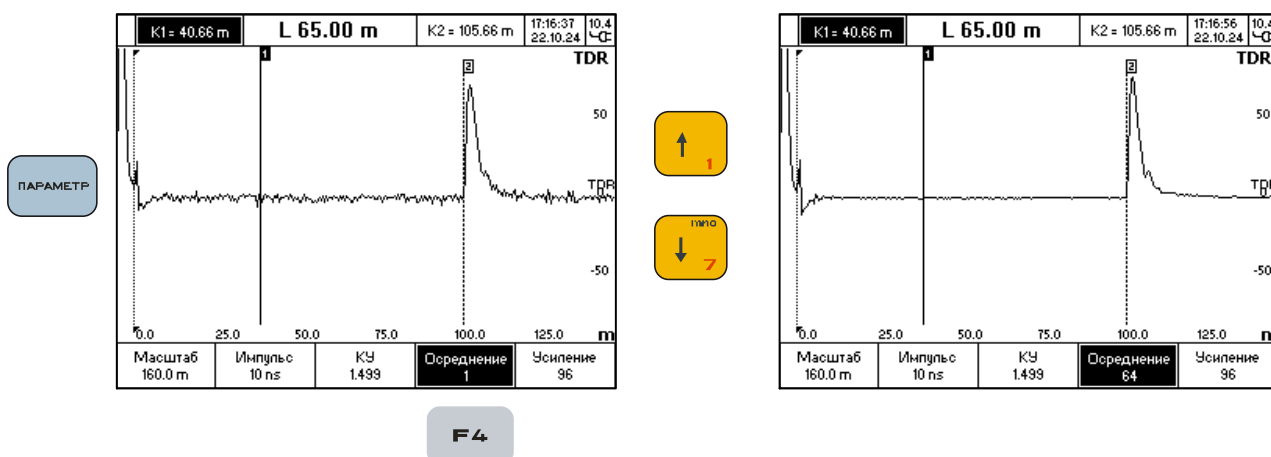 ПАРАМЕТР
K1 = 40.66 m
L 65.00 m
K2 = 105.66 m
17:16:37
22.10.24
10.4
TDR
1
2
50
TDR
0
-50
0.0 25.0 50.0 75.0 100.0 125.0 m
Масштаб
160.0 m
Импульс
10 ns
КУ
1.499
Осреднение
1
Усиление
96
F4
1
mno
7
K1 = 40.66 m
L 65.00 m
K2 = 105.66 m
17:16:56
22.10.24
10.4
TDR
1
2
50
TDR
0
-50
0.0 25.0 50.0 75.0 100.0 125.0
Масштаб
160.0 m
Импульс
10 ns
КУ
1.499
Осреднение
64
Усиление
96